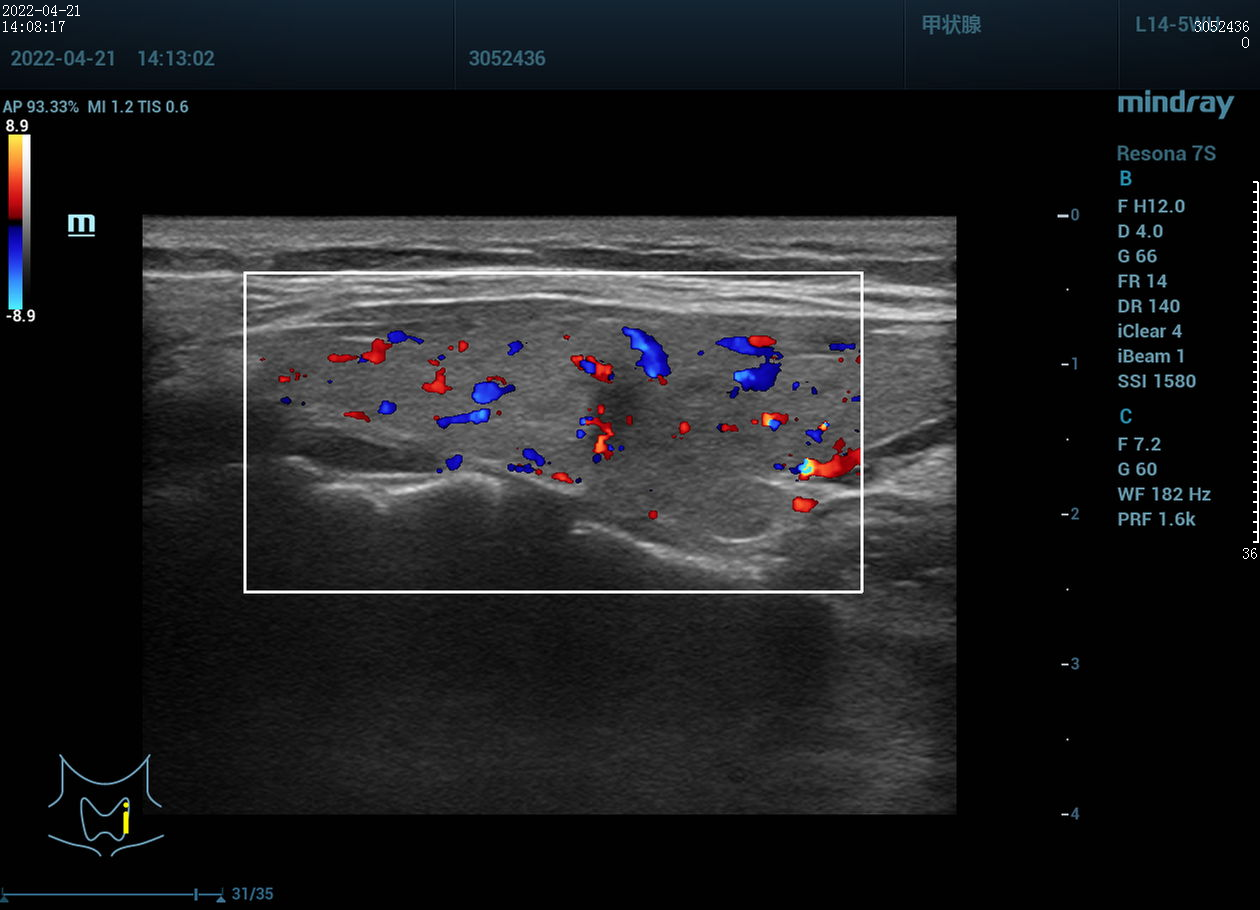 2022-04-21
14:08:17
2022-04-21 14:13:02
3052436
甲状腺
3052436
0
AP 93.33% MI 1.2 TIS 0.6
8.9
-8.9
m
mindray
Resona 7S
B
F H12.0
D 4.0
G 66
FR 14
DR 140
iClear 4
iBeam 1
SSI 1580
C
F 7.2
G 60
WF 182 Hz
PRF 1.6k
0
1
2
3
4
36
31/35